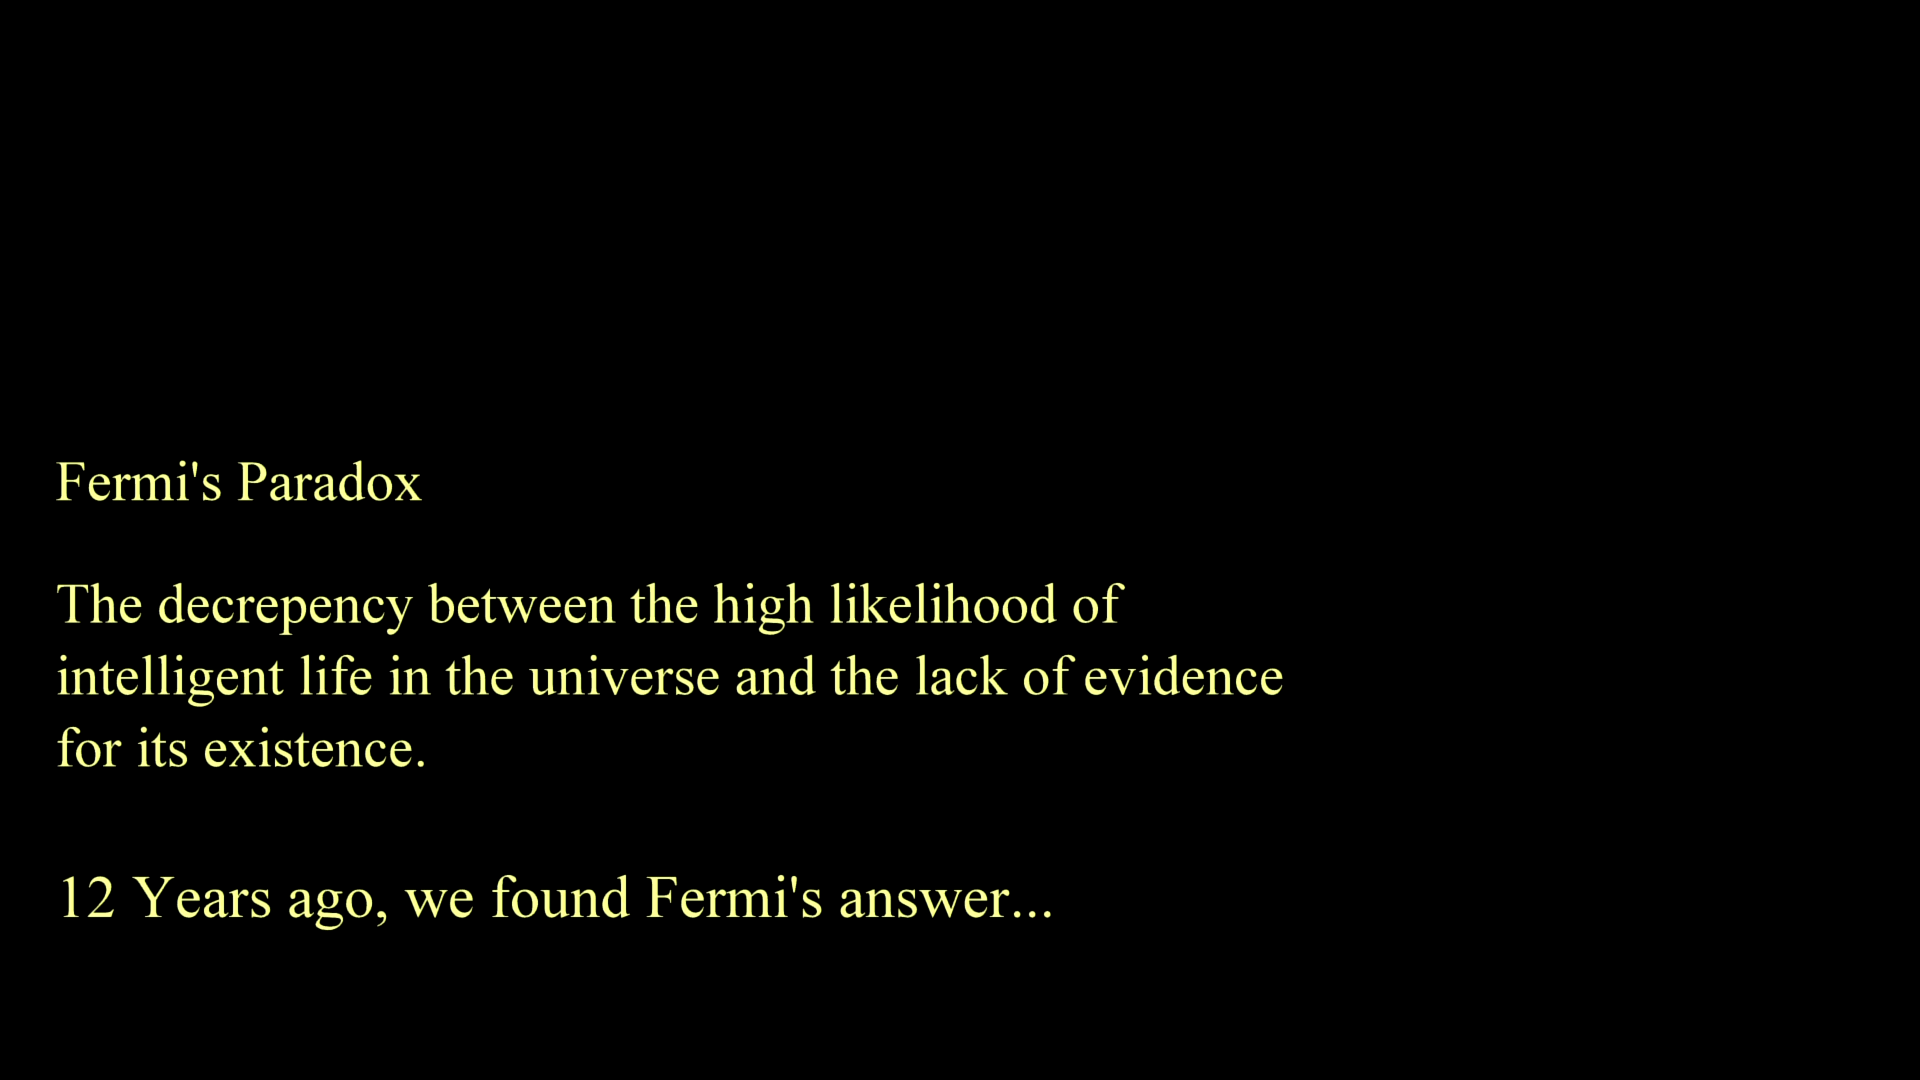 Fermi's Paradox
The decrepency between the high likelihood of
intelligent life in the universe and the lack of evidence
for its existence.
12 Years ago, we found Fermi's answer...